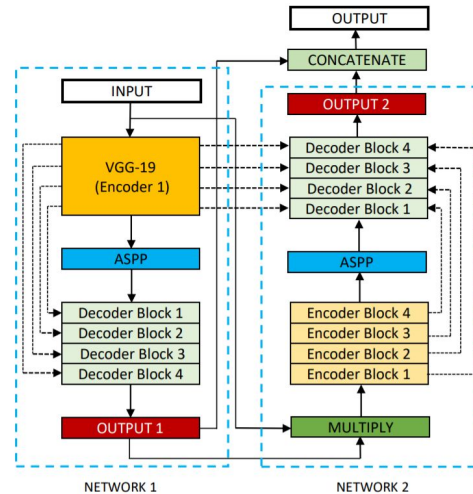 OUTPUT
CONCATENATE
INPUT
VGG-19
(Encoder 1)
ASPP
Decoder Block 1
Decoder Block 2
Decoder Block 3
Decoder Block 4
OUTPUT 1
NETWORK 1
OUTPUT 2
Decoder Block 4
Decoder Block 3
Decoder Block 2
Decoder Block 1
ASPP
Encoder Block 4
Encoder Block 3
Encoder Block 2
Encoder Block 1
MULTIPLY
NETWORK 2